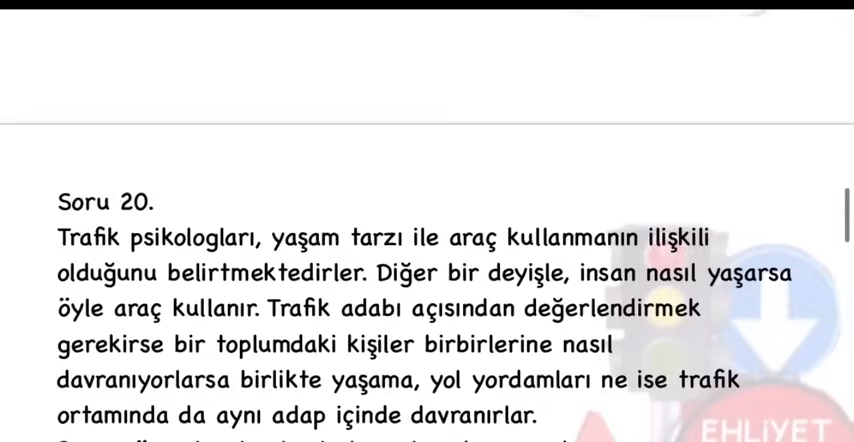 Soru 20.
Trafik psikologları, yaşam tarzı ile araç kullanmanın ilişkili
olduğunu belirtmektedirler. Diğer bir deyişle, insan nasıl yaşarsa
öyle araç kullanır. Trafik adabı açısından değerlendirmek
gerekirse bir toplumdaki kişiler birbirlerine nasıl
davranıyorlarsa birlikte yaşama, yol yordamları ne ise trafik
ortamında da aynı adap içinde davranırlar.
EHLİYET